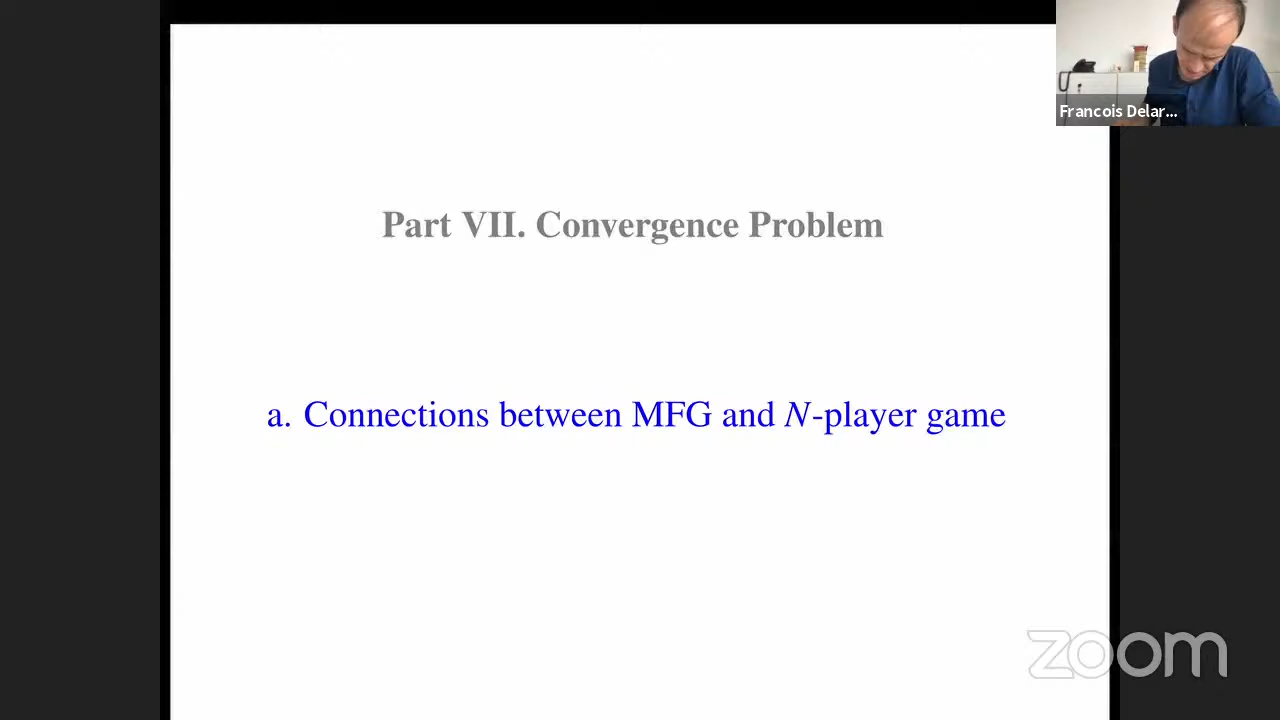 Francois Delar...
Part VII. Convergence Problem
a. Connections between MFG and N-player game
zoom